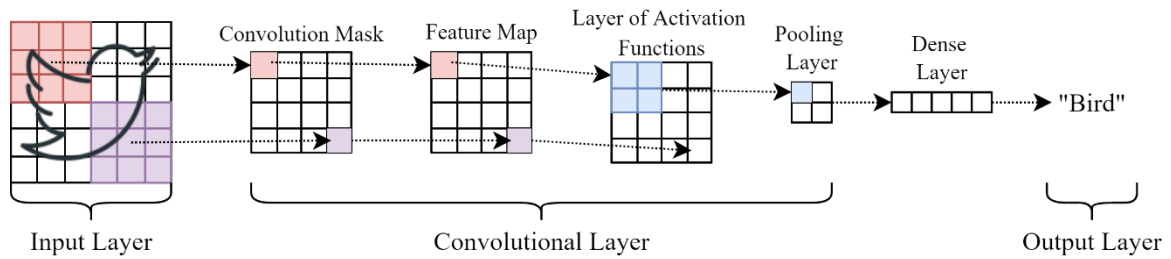 Convolution Mask
Feature Map
Layer of Activation
Functions
Pooling
Layer
Dense
Layer
"Bird"
Input Layer
Convolutional Layer
Output Layer